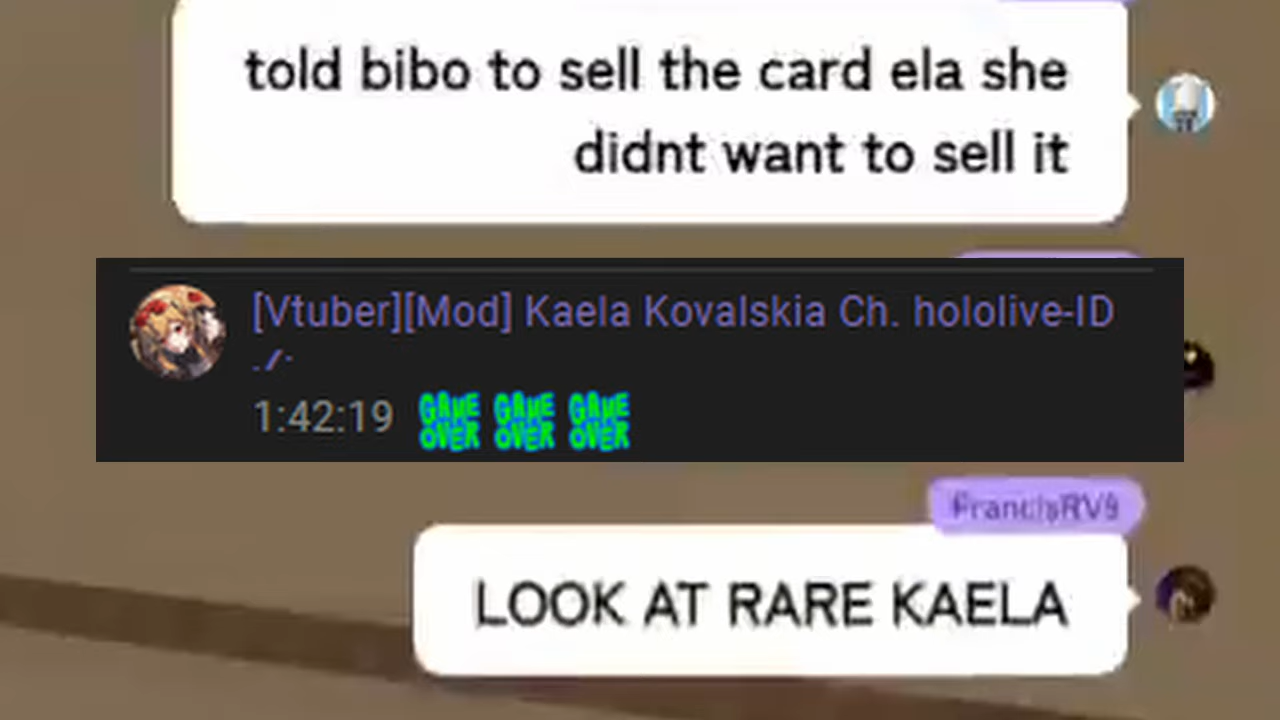 told bibo to sell the card ela she
didnt want to sell it
[Vtuber][Mod] Kaela Kovalskia Ch. hololive-ID
1:42:19 GAME OVER GAME OVER GAME OVER
FrancisRV9
LOOK AT RARE KAELA